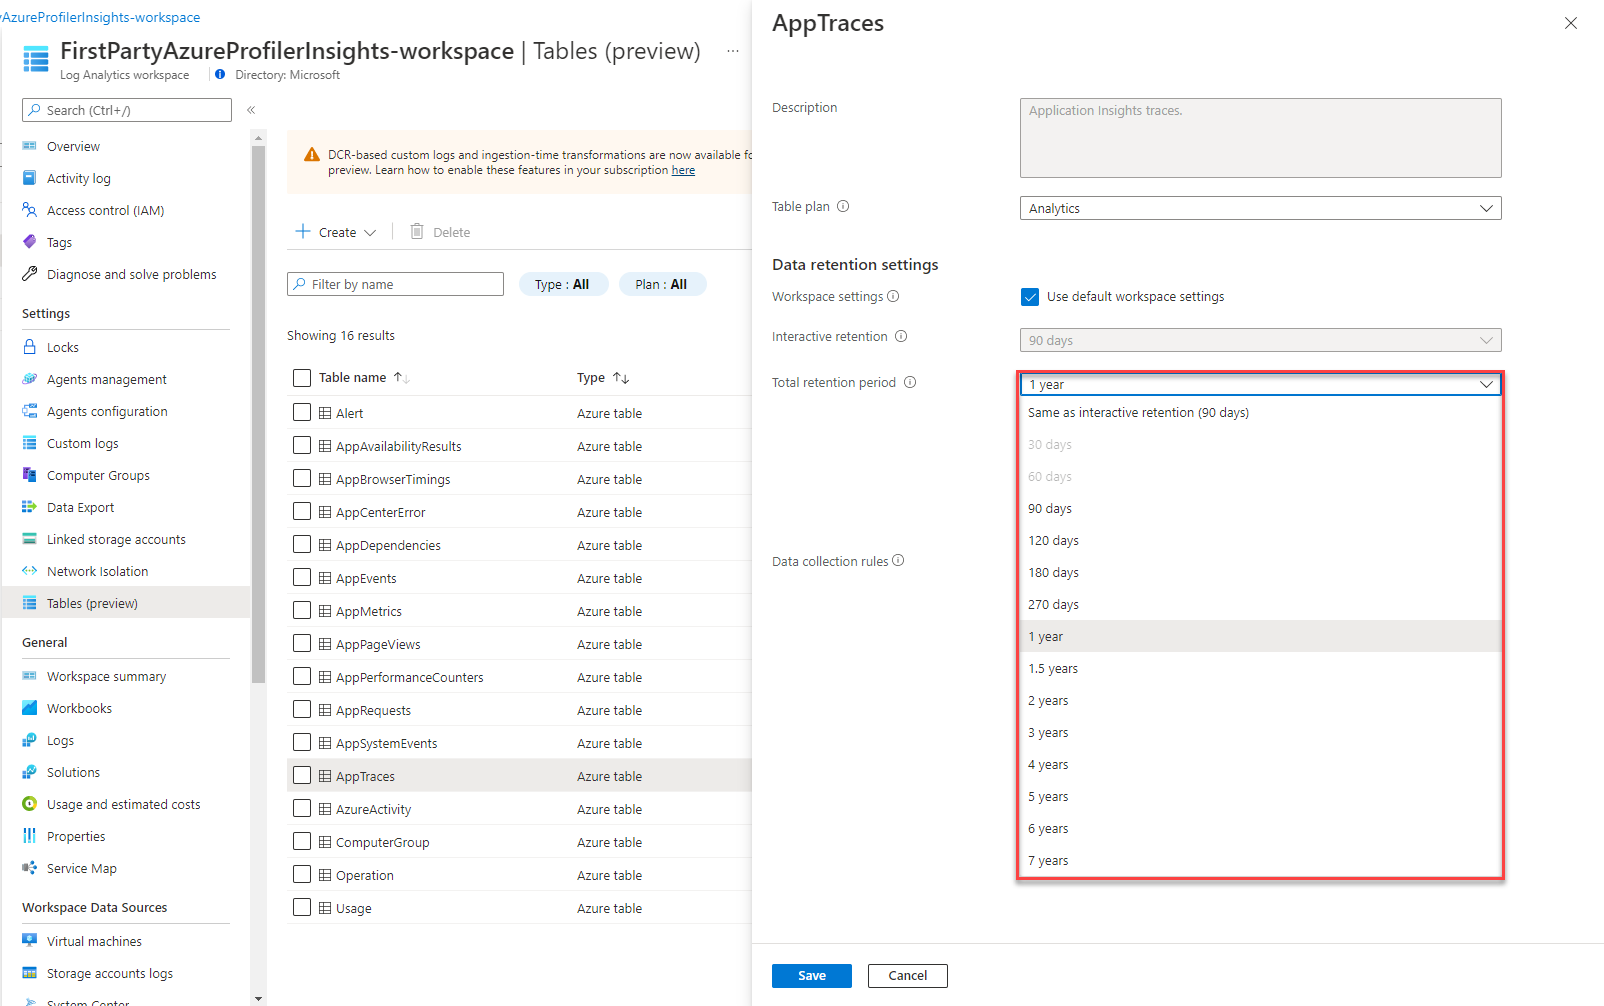 yAzureProfilerInsights-workspace
FirstPartyAzureProfilerInsights-workspace | Tables (preview) ...
Log Analytics workspace
Directory: Microsoft
Search (Ctrl+/)
«
Overview
Activity log
Access control (IAM)
Tags
Diagnose and solve problems
Settings
Locks
Agents management
Agents configuration
Custom logs
Computer Groups
Data Export
Linked storage accounts
Network Isolation
Tables (preview)
General
Workspace summary
Workbooks
Logs
Solutions
Usage and estimated costs
Properties
Service Map
Workspace Data Sources
Virtual machines
Storage accounts logs
System Center
DCR-based custom logs and ingestion-time transformations are now available fo
preview. Learn how to enable these features in your subscription here
Create
Delete
Filter by name
Type : All
Plan : All
Showing 16 results
Table name ↑↓ Type ↑↓
Alert Azure table
AppAvailabilityResults Azure table
AppBrowserTimings Azure table
AppCenterError Azure table
AppDependencies Azure table
AppEvents Azure table
AppMetrics Azure table
AppPageViews Azure table
AppPerformanceCounters Azure table
AppRequests Azure table
AppSystemEvents Azure table
AppTraces Azure table
AzureActivity Azure table
ComputerGroup Azure table
Operation Azure table
Usage Azure table
AppTraces
Description
Application Insights traces.
Table plan
Analytics
Data retention settings
Workspace settings
Use default workspace settings
Interactive retention
90 days
Total retention period
1 year
Same as interactive retention (90 days)
30 days
60 days
90 days
120 days
180 days
270 days
1 year
1.5 years
2 years
3 years
4 years
5 years
6 years
7 years
Data collection rules
Save
Cancel